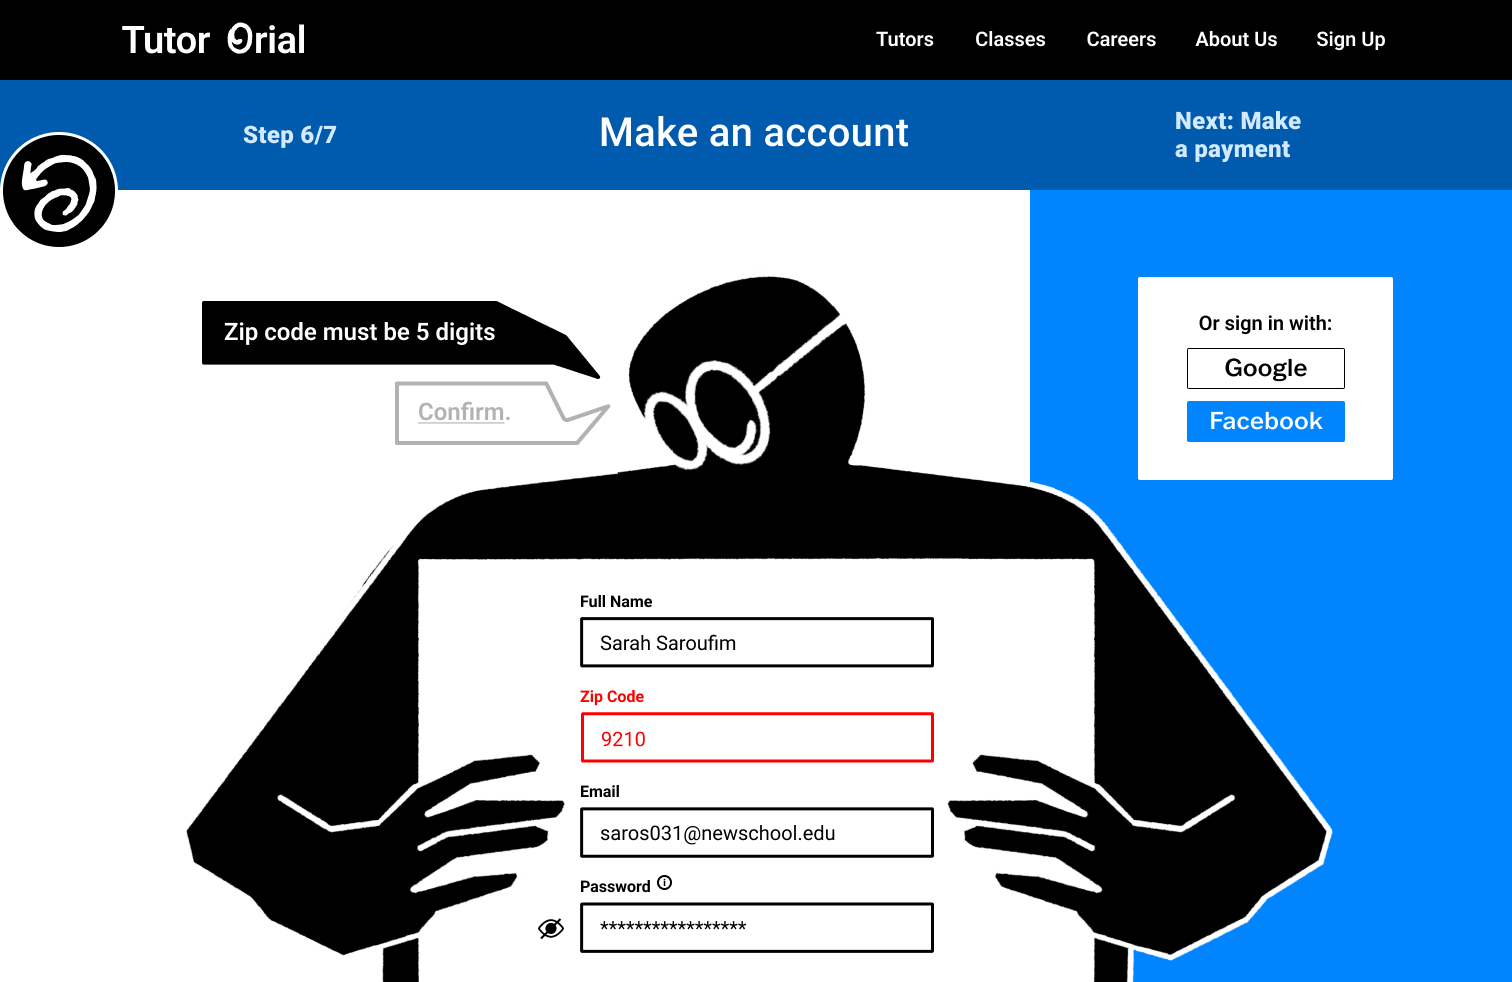 Tutor Orial
Tutors
Classes
Careers
About Us
Sign Up
Step 6/7
Make an account
Next: Make
a payment
Zip code must be 5 digits
Confirm.
Or sign in with:
Google
Facebook
Full Name
Sarah Saroufim
Zip Code
9210
Email
saros031@newschool.edu
Password
*****************